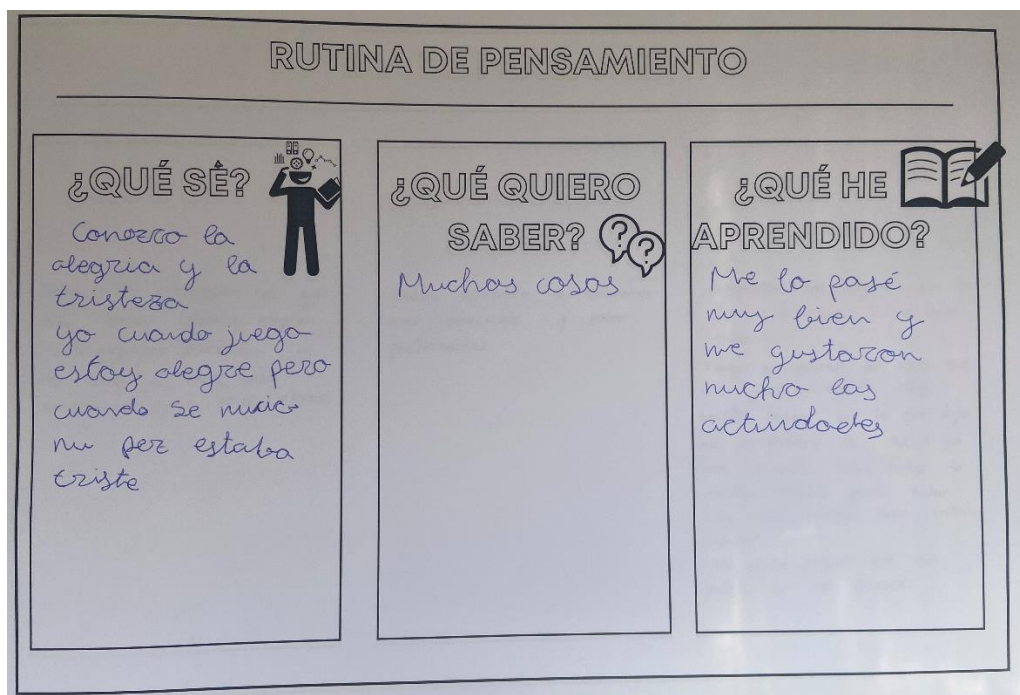 RUTINA DE PENSAMIENTO
¿QUÉ SÉ?
Conozco la
alegria y la
tristeza
yo cuando juego
estoy alegre pero
cuando se murio
mi pez estaba
triste
¿QUÉ QUIERO
SABER?
Muchas cosas
¿QUÉ HE
APRENDIDO?
Me lo pasé
muy bien y
me gustaron
mucho las
actividades